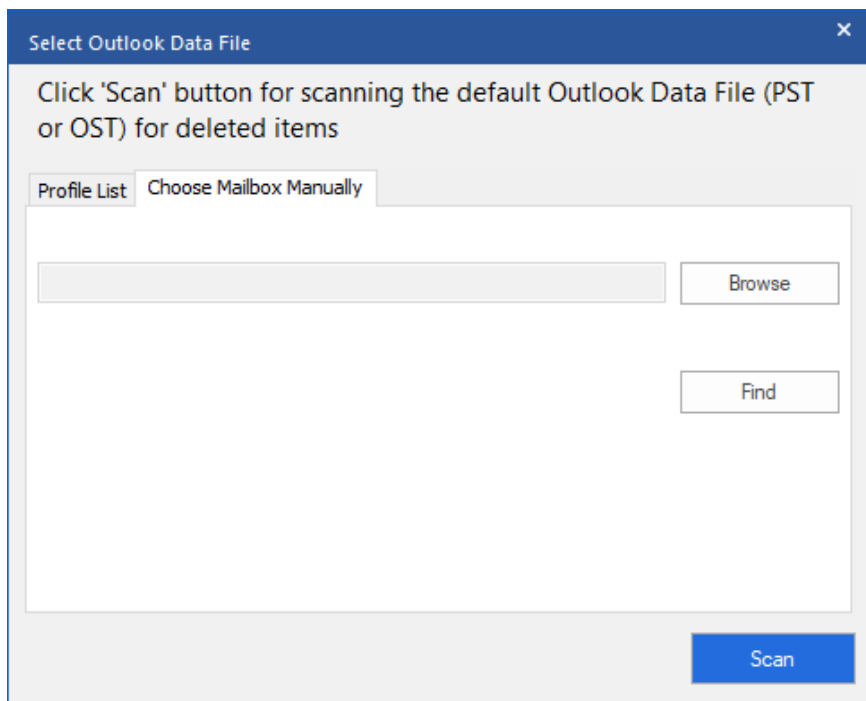 Select Outlook Data File
Click 'Scan' button for scanning the default Outlook Data File (PST
or OST) for deleted items
Profile List
Choose Mailbox Manually
Browse
Find
Scan